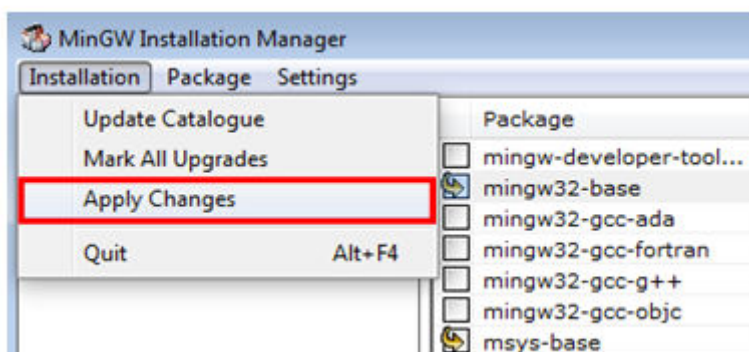 MinGW Installation Manager
Installation Package Settings
Update Catalogue
Mark All Upgrades
Apply Changes
Quit Alt+F4
Package
mingw-developer-tool...
mingw32-base
mingw32-gcc-ada
mingw32-gcc-fortran
mingw32-gcc-g++
mingw32-gcc-objc
msys-base